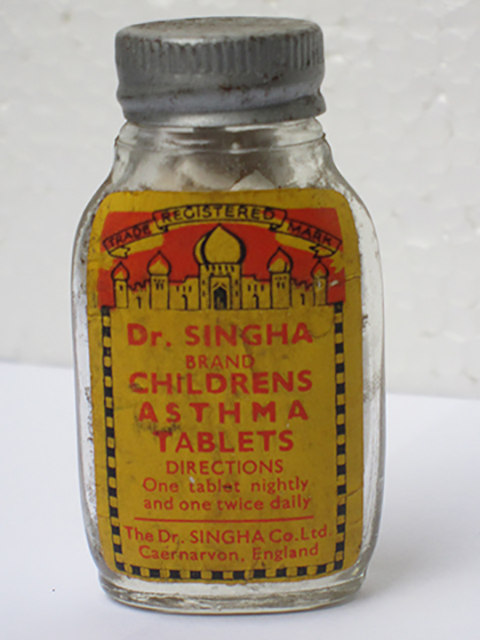 TRADE REGISTERED MARK
Dr. SINGHA
BRAND
CHILDRENS
ASTHMA
TABLETS
DIRECTIONS
One tablet nightly
and one twice daily
The Dr. SINGHA Co. Ltd
Caernarvon, England